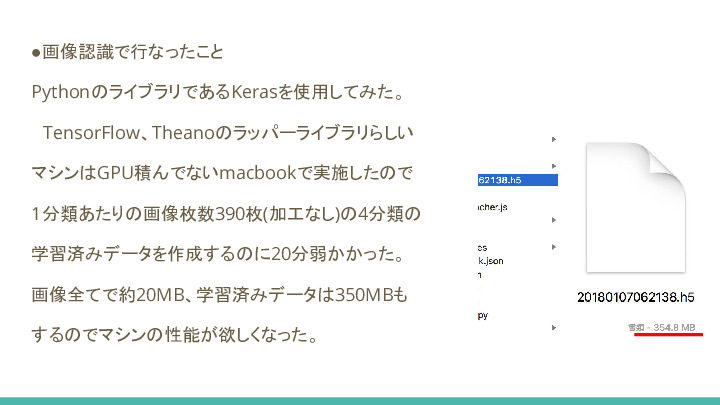 ●画像認識で行なったこと
PythonのライブラリであるKerasを使用してみた。
TensorFlow、Theanoのラッパーライブラリらしい
マシンはGPU積んでないmacbookで実施したので
1分類あたりの画像枚数390枚(加工なし)の4分類の
学習済みデータを作成するのに20分弱かかった。
画像全てで約20MB、学習済みデータは350MBも
するのでマシンの性能が欲しくなった。
62138.h5
cher.js
es
k.json
n
py
20180107062138.h5
書類 - 354.8 MB